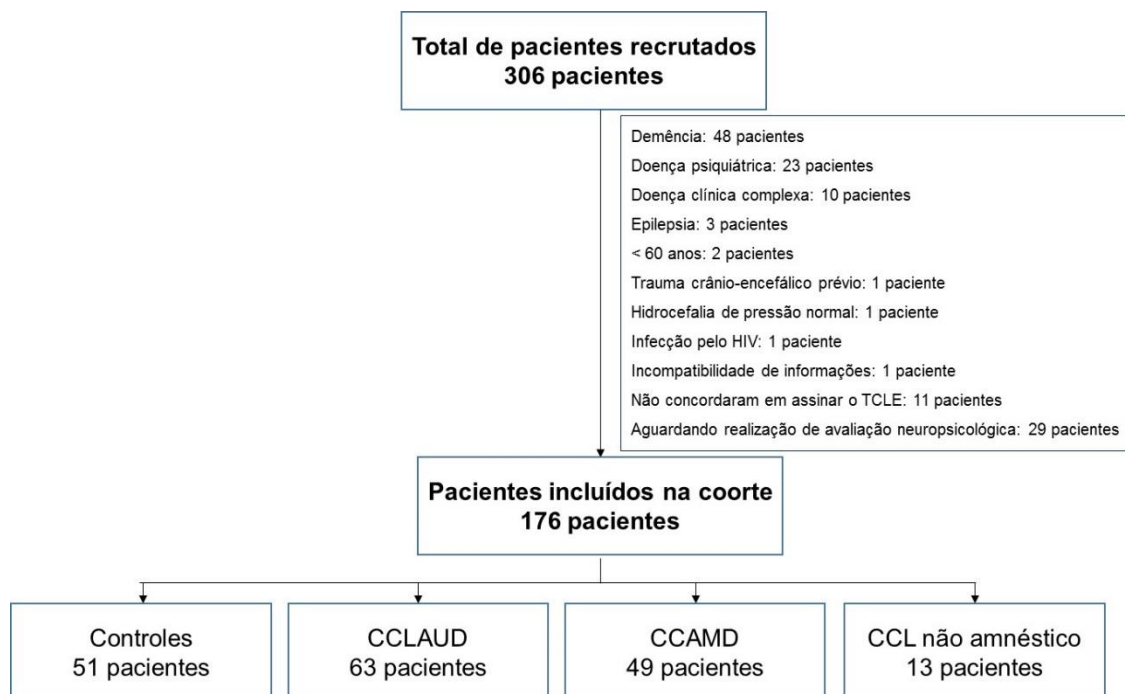 Total de pacientes recrutados
306 pacientes
Demência: 48 pacientes
Doença psiquiátrica: 23 pacientes
Doença clínica complexa: 10 pacientes
Epilepsia: 3 pacientes
< 60 anos: 2 pacientes
Trauma crânio-encefálico prévio: 1 paciente
Hidrocefalia de pressão normal: 1 paciente
Infecção pelo HIV: 1 paciente
Incompatibilidade de informações: 1 paciente
Não concordaram em assinar o TCLE: 11 pacientes
Aguardando realização de avaliação neuropsicológica: 29 pacientes
Pacientes incluídos na coorte
176 pacientes
Controles
51 pacientes
CCLAUD
63 pacientes
CCAMD
49 pacientes
CCL não amnéstico
13 pacientes